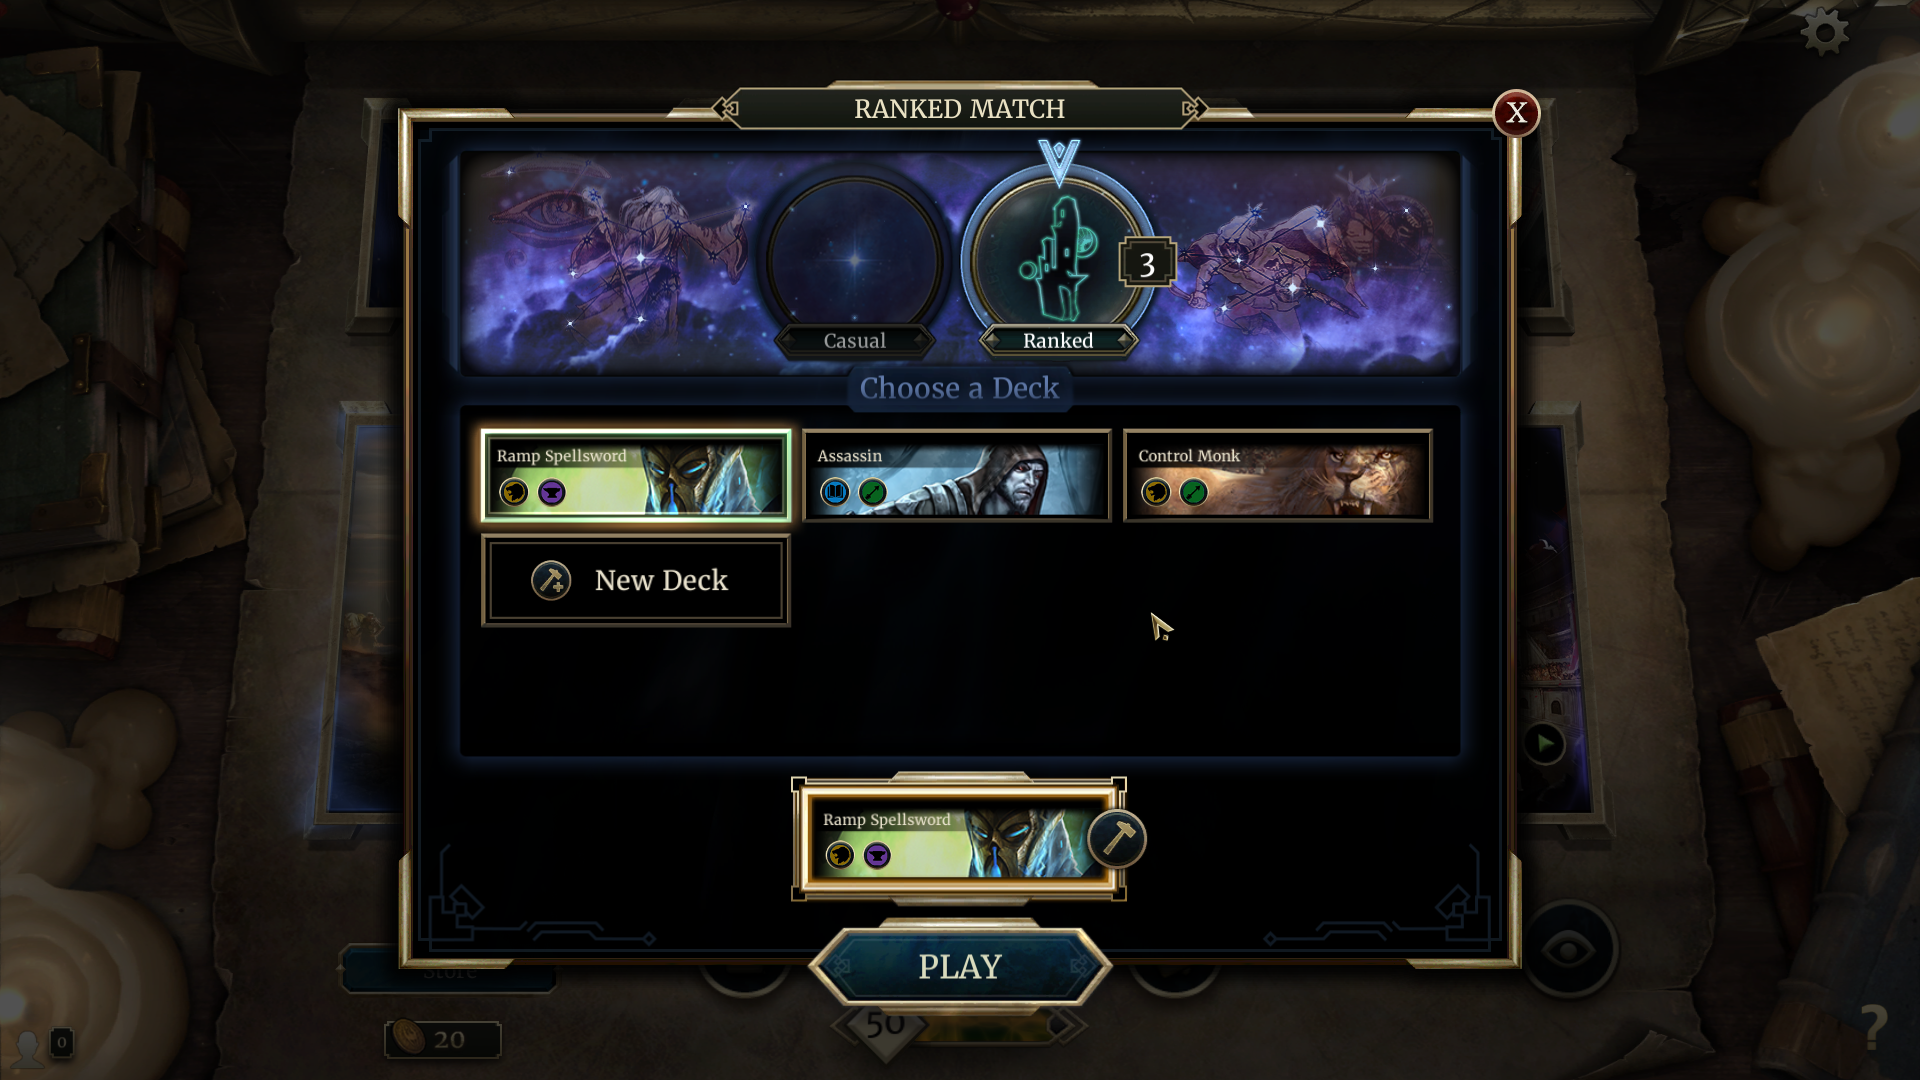 RANKED MATCH
X
3
Casual
Ranked
Choose a Deck
Ramp Spellsword
Assassin
Control Monk
New Deck
Ramp Spellsword
PLAY
Store
50
20
0
?